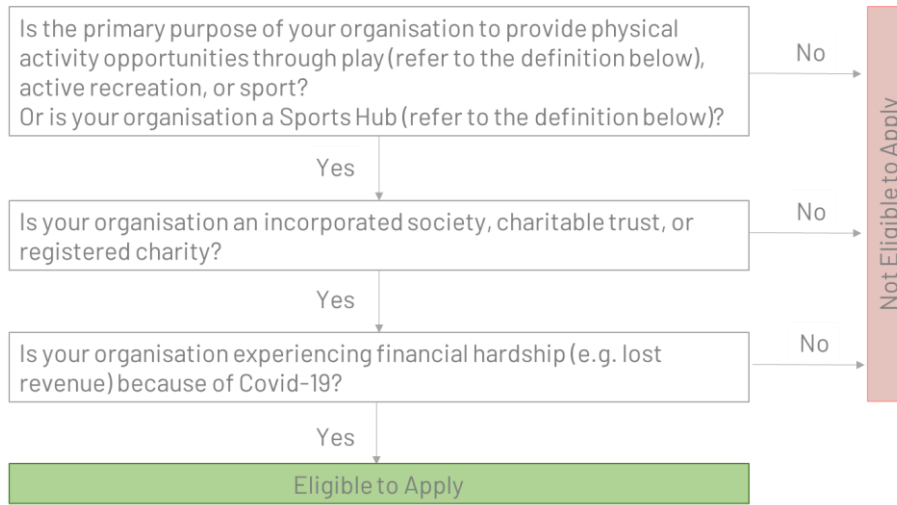 Is the primary purpose of your organisation to provide physical
activity opportunities through play (refer to the definition below),
active recreation, or sport?
Or is your organisation a Sports Hub (refer to the definition below)?
No
Yes
Is your organisation an incorporated society, charitable trust, or
registered charity?
No
Yes
Is your organisation experiencing financial hardship (e.g. lost
revenue) because of Covid-19?
No
Yes
Eligible to Apply
Not Eligible to Apply